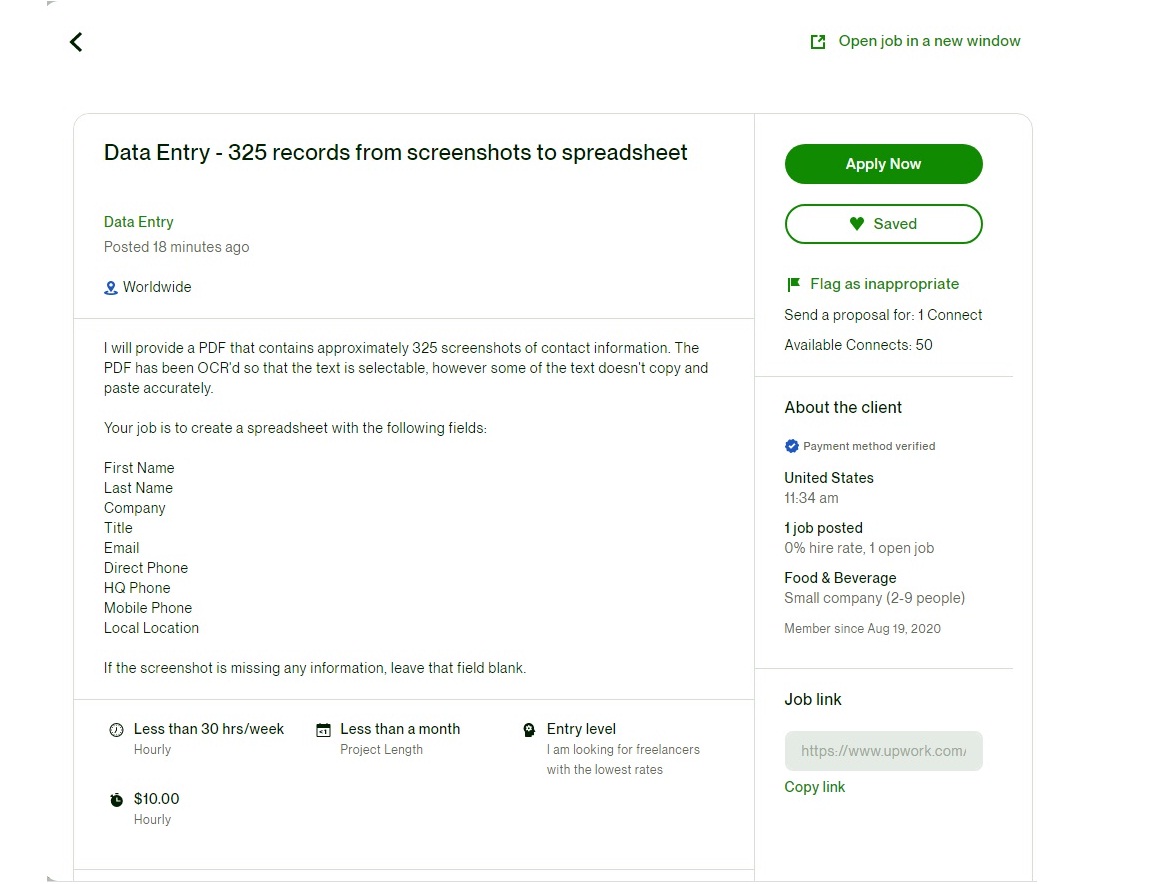 Open job in a new window
Data Entry - 325 records from screenshots to spreadsheet
Data Entry
Posted 18 minutes ago
Worldwide
I will provide a PDF that contains approximately 325 screenshots of contact information. The
PDF has been OCR'd so that the text is selectable, however some of the text doesn't copy and
paste accurately.
Your job is to create a spreadsheet with the following fields:
First Name
Last Name
Company
Title
Email
Direct Phone
HQ Phone
Mobile Phone
Local Location
If the screenshot is missing any information, leave that field blank.
Less than 30 hrs/week
Hourly
Less than a month
Project Length
Entry level
I am looking for freelancers
with the lowest rates
$10.00
Hourly
Apply Now
Saved
Flag as inappropriate
Send a proposal for: 1 Connect
Available Connects: 50
About the client
Payment method verified
United States
11:34 am
1 job posted
0% hire rate, 1 open job
Food & Beverage
Small company (2-9 people)
Member since Aug 19, 2020
Job link
https://www.upwork.com/
Copy link